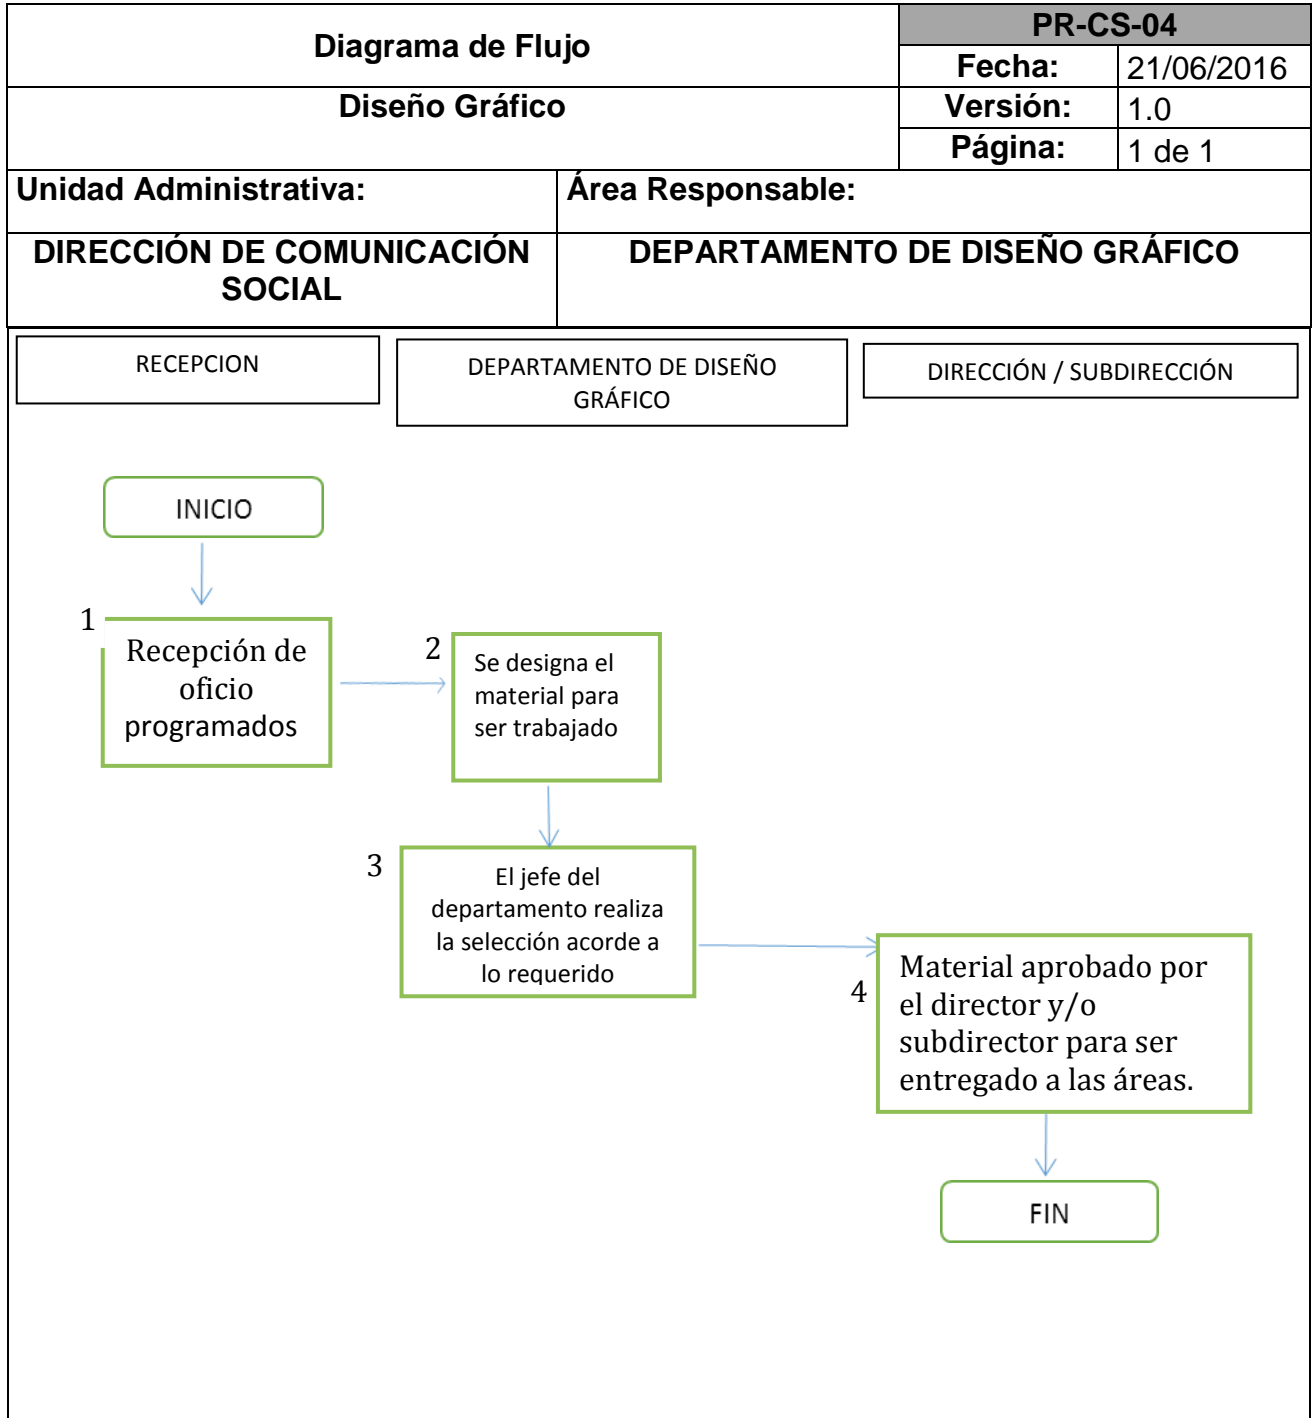 Diagrama de Flujo
PR-CS-04
Fecha:
21/06/2016
Diseño Gráfico
Versión:
1.0
Página:
1 de 1
Unidad Administrativa:
Área Responsable:
DIRECCIÓN DE COMUNICACIÓN
SOCIAL
DEPARTAMENTO DE DISEÑO GRÁFICO
RECEPCION
DEPARTAMENTO DE DISEÑO
GRÁFICO
DIRECCIÓN / SUBDIRECCIÓN
INICIO
1
Recepción de
oficio
programados
2
Se designa el
material para
ser trabajado
3
El jefe del
departamento realiza
la selección acorde a
lo requerido
4
Material aprobado por
el director y/o
subdirector para ser
entregado a las áreas.
FIN